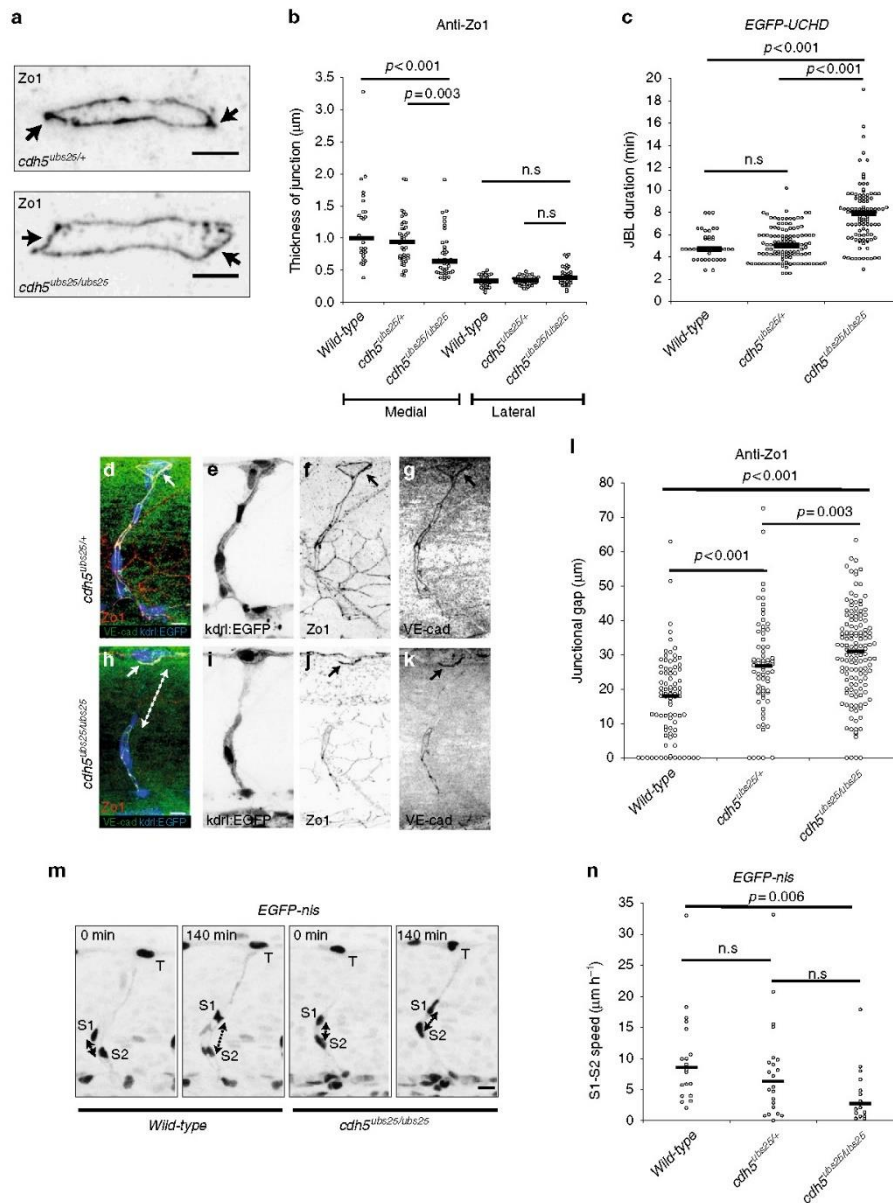 a
Zo1
cdh5ubs25/+
Zo1
cdh5ubs25/ubs25
b
Anti-Zo1
p<0.001
p=0.003
n.s
n.s
Thickness of junction (µm)
3.5
3.0
2.5
2.0
1.5
1.0
0.5
0.0
Wild-type
cdh5ubs25/+
cdh5ubs25/ubs25
Wild-type
cdh5ubs25/+
cdh5ubs25/ubs25
Medial
Lateral
c
EGFP-UCHD
p<0.001
p<0.001
n.s
JBL duration (min)
20
18
16
14
12
10
8
6
4
2
0
Wild-type
cdh5ubs25/+
cdh5ubs25/ubs25
cdh5ubs25/+
d
Zo1
VE-cad kdrl:EGFP
e
kdrl:EGFP
f
Zo1
g
VE-cad
cdh5ubs25/ubs25
h
Zo1
VE-cad kdrl:EGFP
i
kdrl:EGFP
j
Zo1
k
VE-cad
l
Anti-Zo1
p<0.001
p=0.003
p<0.001
Junctional gap (µm)
80
70
60
50
40
30
20
10
0
Wild-type
cdh5ubs25/+
cdh5ubs25/ubs25
m
EGFP-nls
0 min
T
S1
S2
140 min
T
S1
S2
0 min
T
S1
S2
140 min
T
S1
S2
Wild-type
cdh5ubs25/ubs25
n
EGFP-nls
p=0.006
n.s
n.s
S1-S2 speed (µm h⁻¹)
35
30
25
20
15
10
5
0
Wild-type
cdh5ubs25/+
cdh5ubs25/ubs25